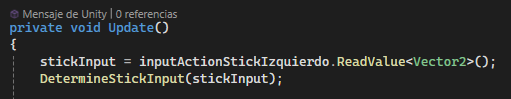 Mensaje de Unity | 0 referencias
private void Update()
{
stickInput = inputActionStickIzquierdo.ReadValue<Vector2>();
DetermineStickInput(stickInput);